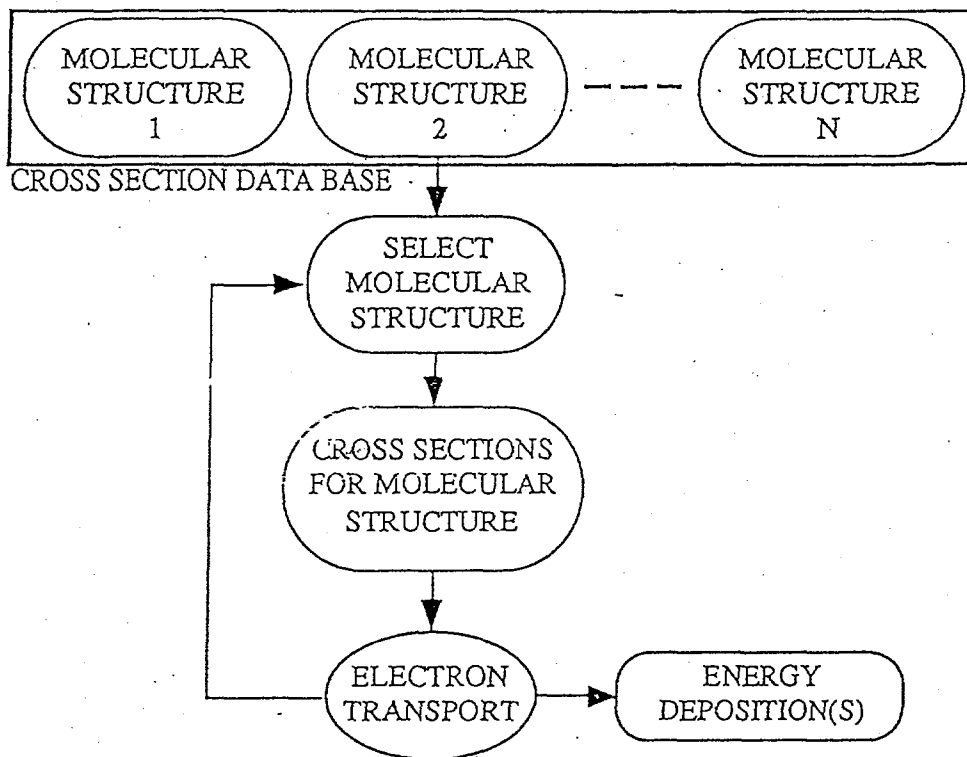 MOLECULAR
STRUCTURE
1
MOLECULAR
STRUCTURE
2
MOLECULAR
STRUCTURE
N
CROSS SECTION DATA BASE
SELECT
MOLECULAR
STRUCTURE
CROSS SECTIONS
FOR MOLECULAR
STRUCTURE
ELECTRON
TRANSPORT
ENERGY
DEPOSITION(S)